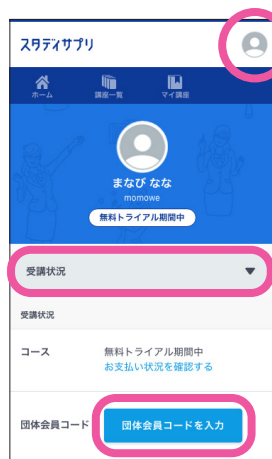 スタディサプリ
ホーム 講座一覧 マイ講座
まなび なな
momowe
無料トライアル期間中
受講状況
受講状況
コース 無料トライアル期間中
お支払い状況を確認する
団体会員コード 団体会員コードを入力